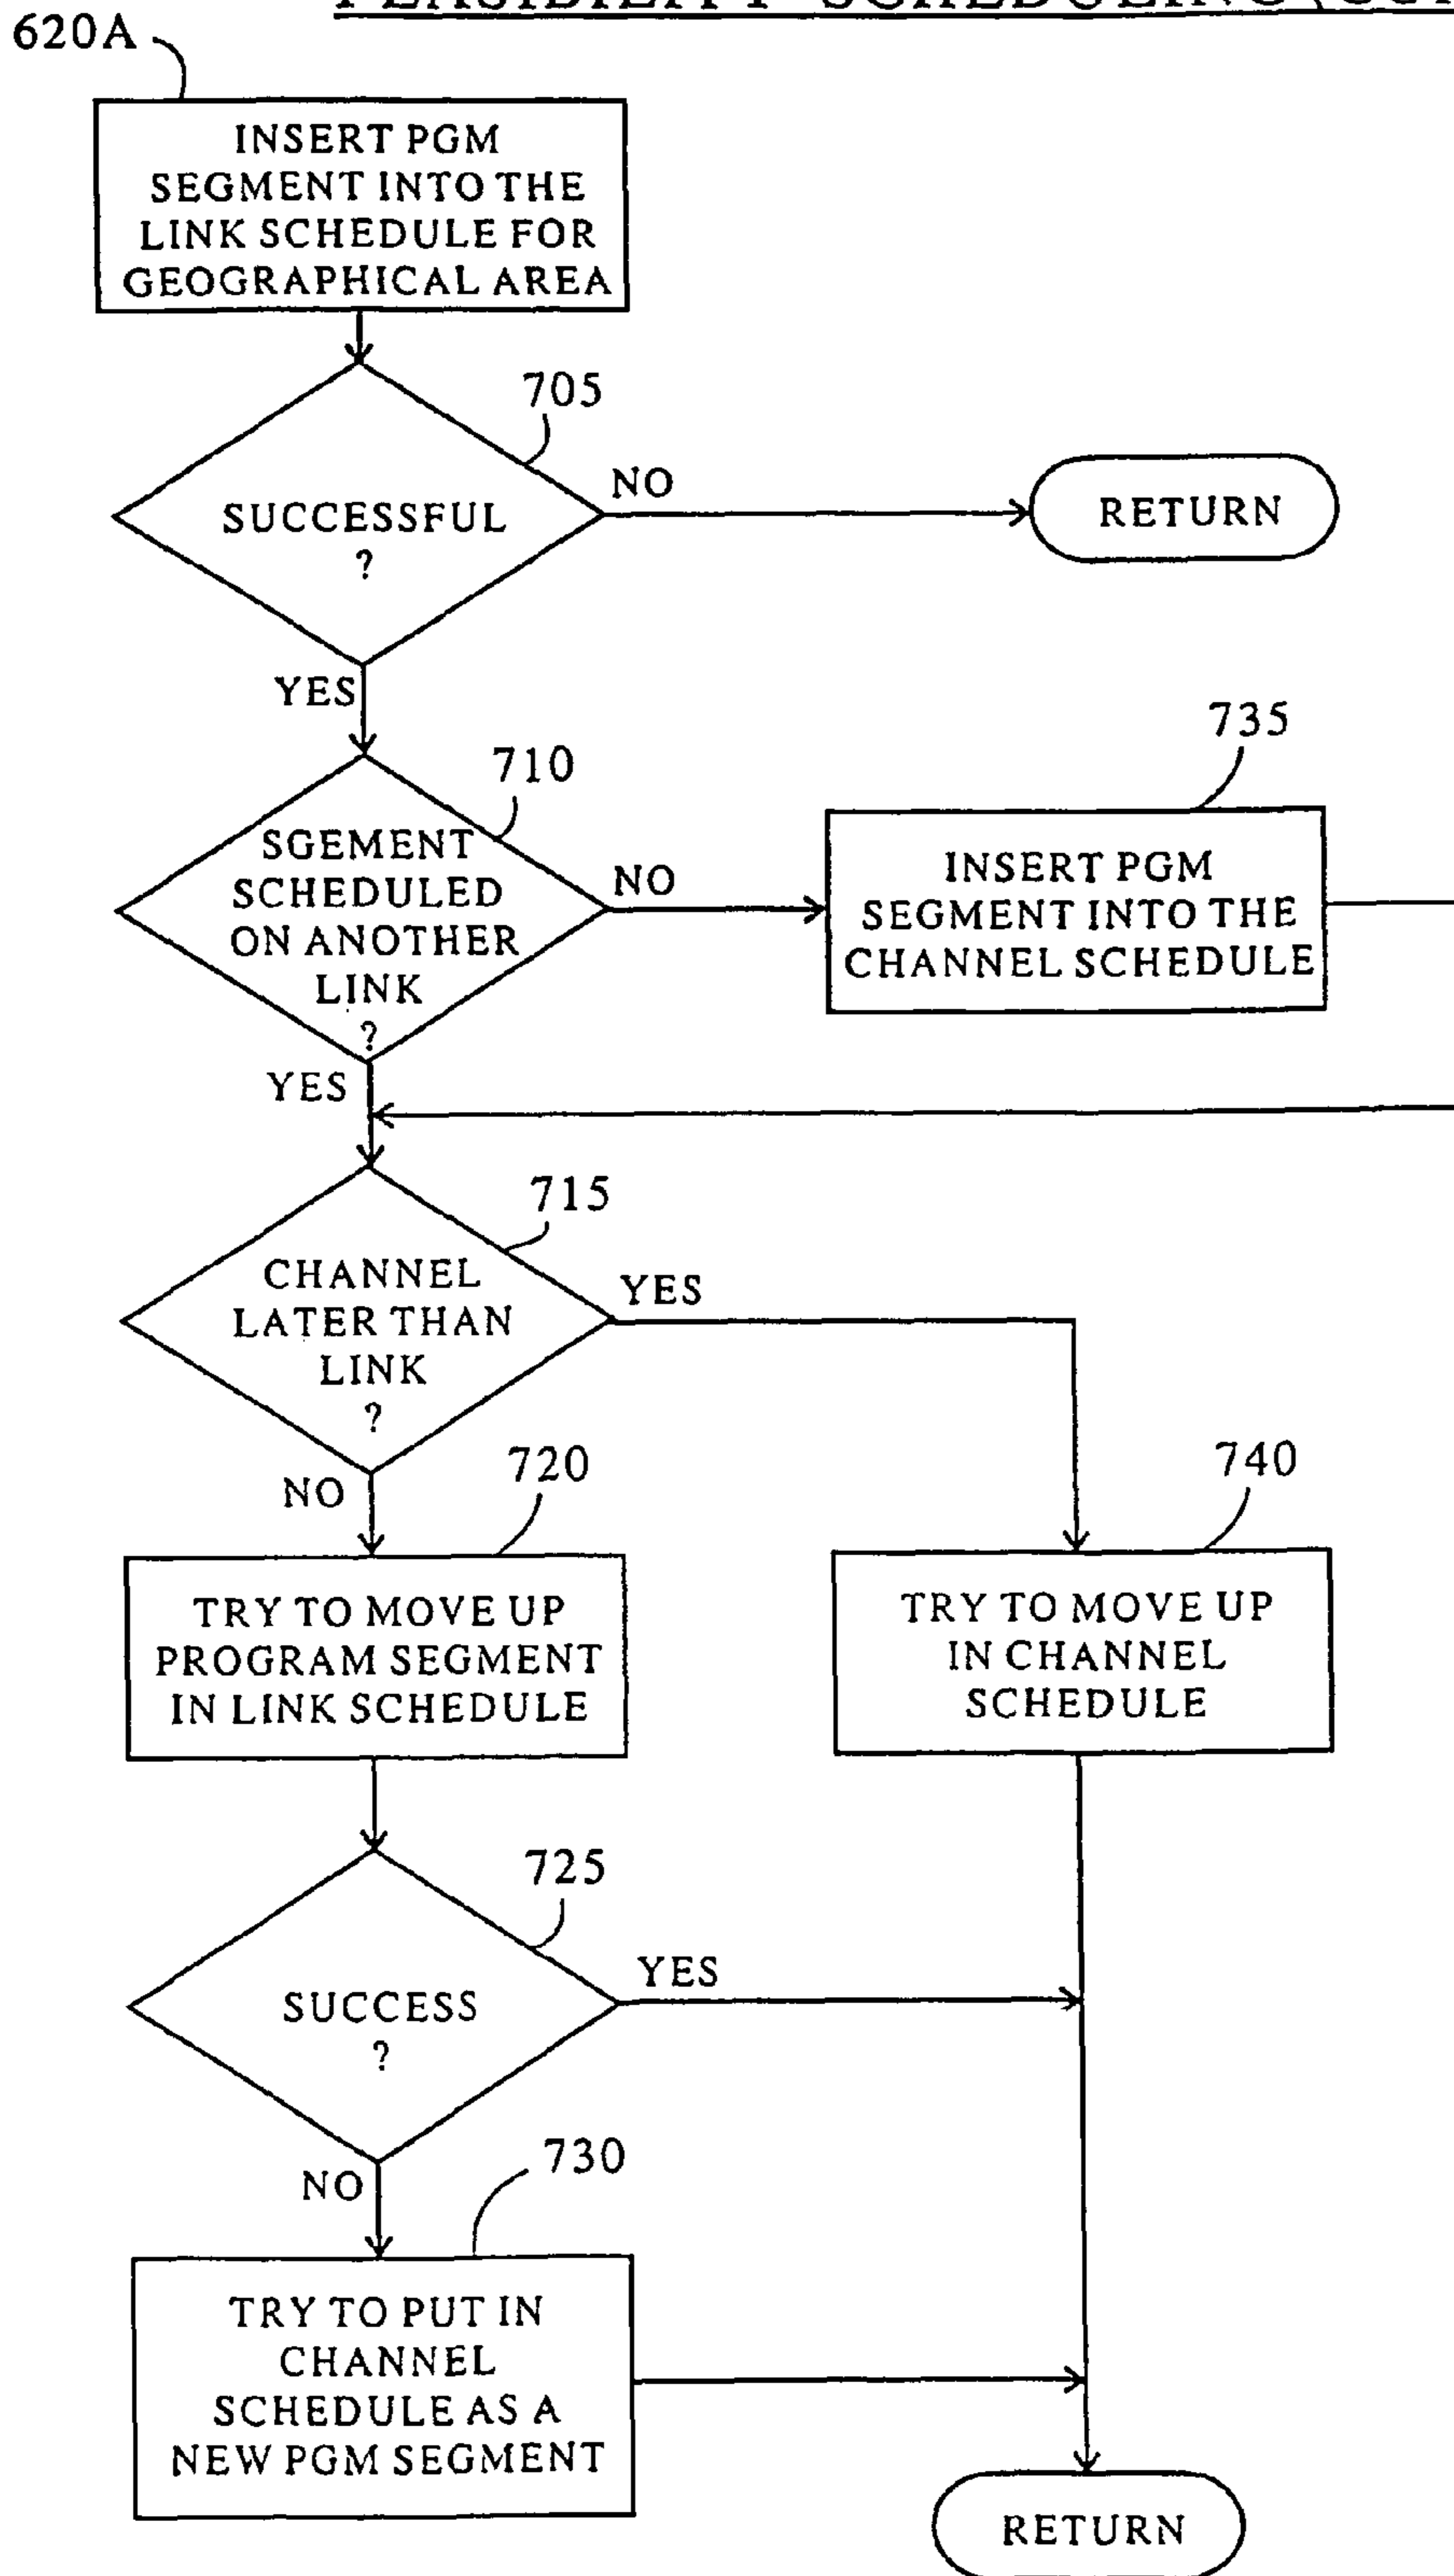 FEASIBILITY SCHEDULING
620A
INSERT PGM
SEGMENT INTO THE
LINK SCHEDULE FOR
GEOGRAPHICAL AREA
705
SUCCESSFUL
?
NO
RETURN
YES
710
SGEMENT
SCHEDULED
ON ANOTHER
LINK
?
NO
735
INSERT PGM
SEGMENT INTO THE
CHANNEL SCHEDULE
YES
715
CHANNEL
LATER THAN
LINK
?
YES
NO
720
TRY TO MOVE UP
PROGRAM SEGMENT
IN LINK SCHEDULE
740
TRY TO MOVE UP
IN CHANNEL
SCHEDULE
725
SUCCESS
?
YES
NO
730
TRY TO PUT IN
CHANNEL
SCHEDULE AS A
NEW PGM SEGMENT
RETURN